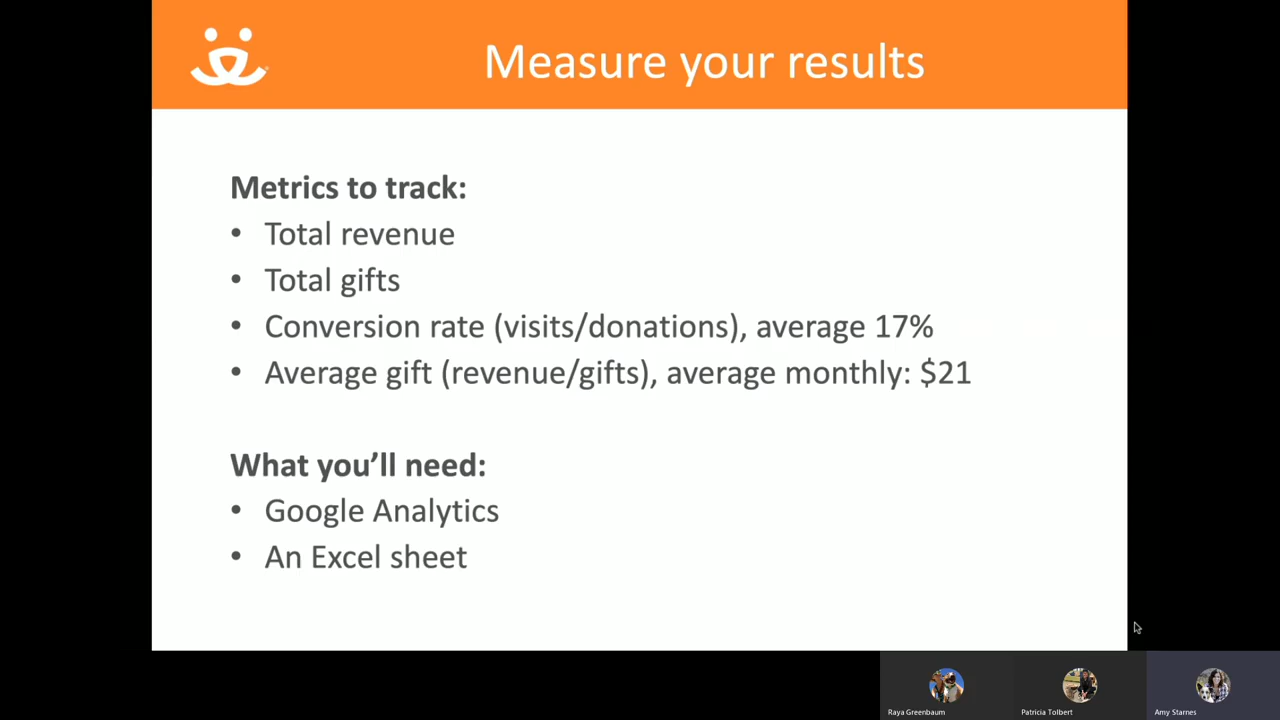 Measure your results
Metrics to track:
• Total revenue
• Total gifts
• Conversion rate (visits/donations), average 17%
• Average gift (revenue/gifts), average monthly: $21
What you’ll need:
• Google Analytics
• An Excel sheet
Raya Greenbaum
Patricia Tolbert
Amy Starnes